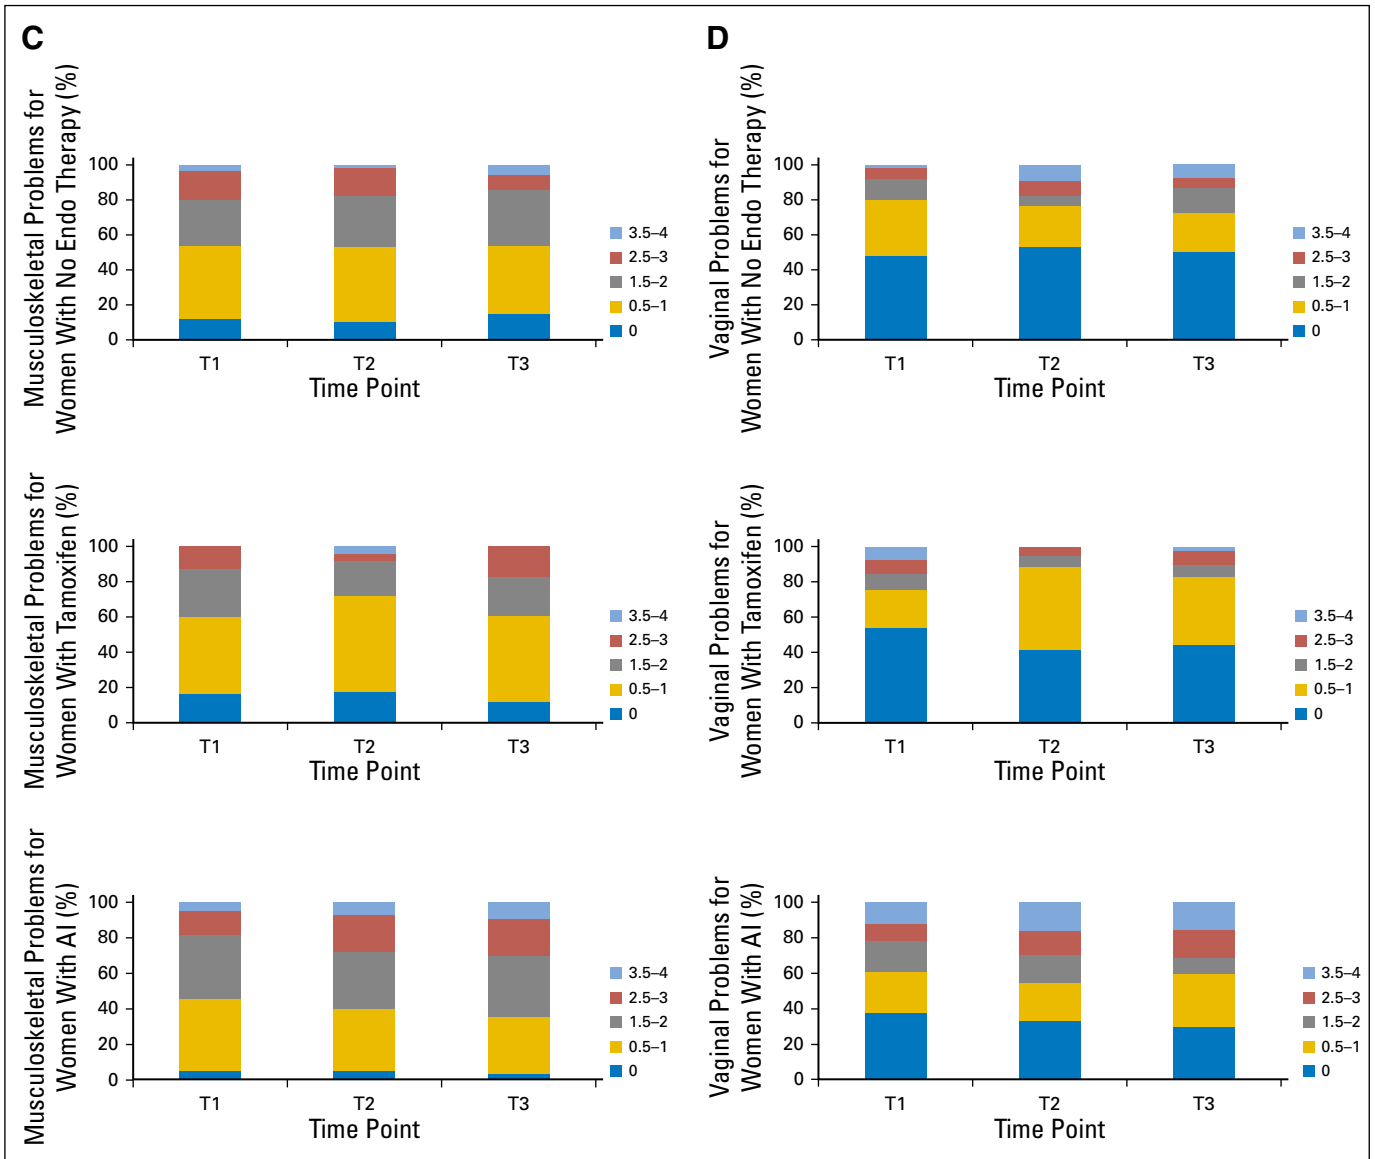 C
Musculoskeletal Problems for
Women With No Endo Therapy (%)
100
80
60
40
20
0
T1
T2
T3
Time Point
3.5–4
2.5–3
1.5–2
0.5–1
0
D
Vaginal Problems for
Women With No Endo Therapy (%)
100
80
60
40
20
0
T1
T2
T3
Time Point
3.5–4
2.5–3
1.5–2
0.5–1
0
Musculoskeletal Problems for
Women With Tamoxifen (%)
100
80
60
40
20
0
T1
T2
T3
Time Point
3.5–4
2.5–3
1.5–2
0.5–1
0
Vaginal Problems for
Women With Tamoxifen (%)
100
80
60
40
20
0
T1
T2
T3
Time Point
3.5–4
2.5–3
1.5–2
0.5–1
0
Musculoskeletal Problems for
Women With AI (%)
100
80
60
40
20
0
T1
T2
T3
Time Point
3.5–4
2.5–3
1.5–2
0.5–1
0
Vaginal Problems for
Women With AI (%)
100
80
60
40
20
0
T1
T2
T3
Time Point
3.5–4
2.5–3
1.5–2
0.5–1
0